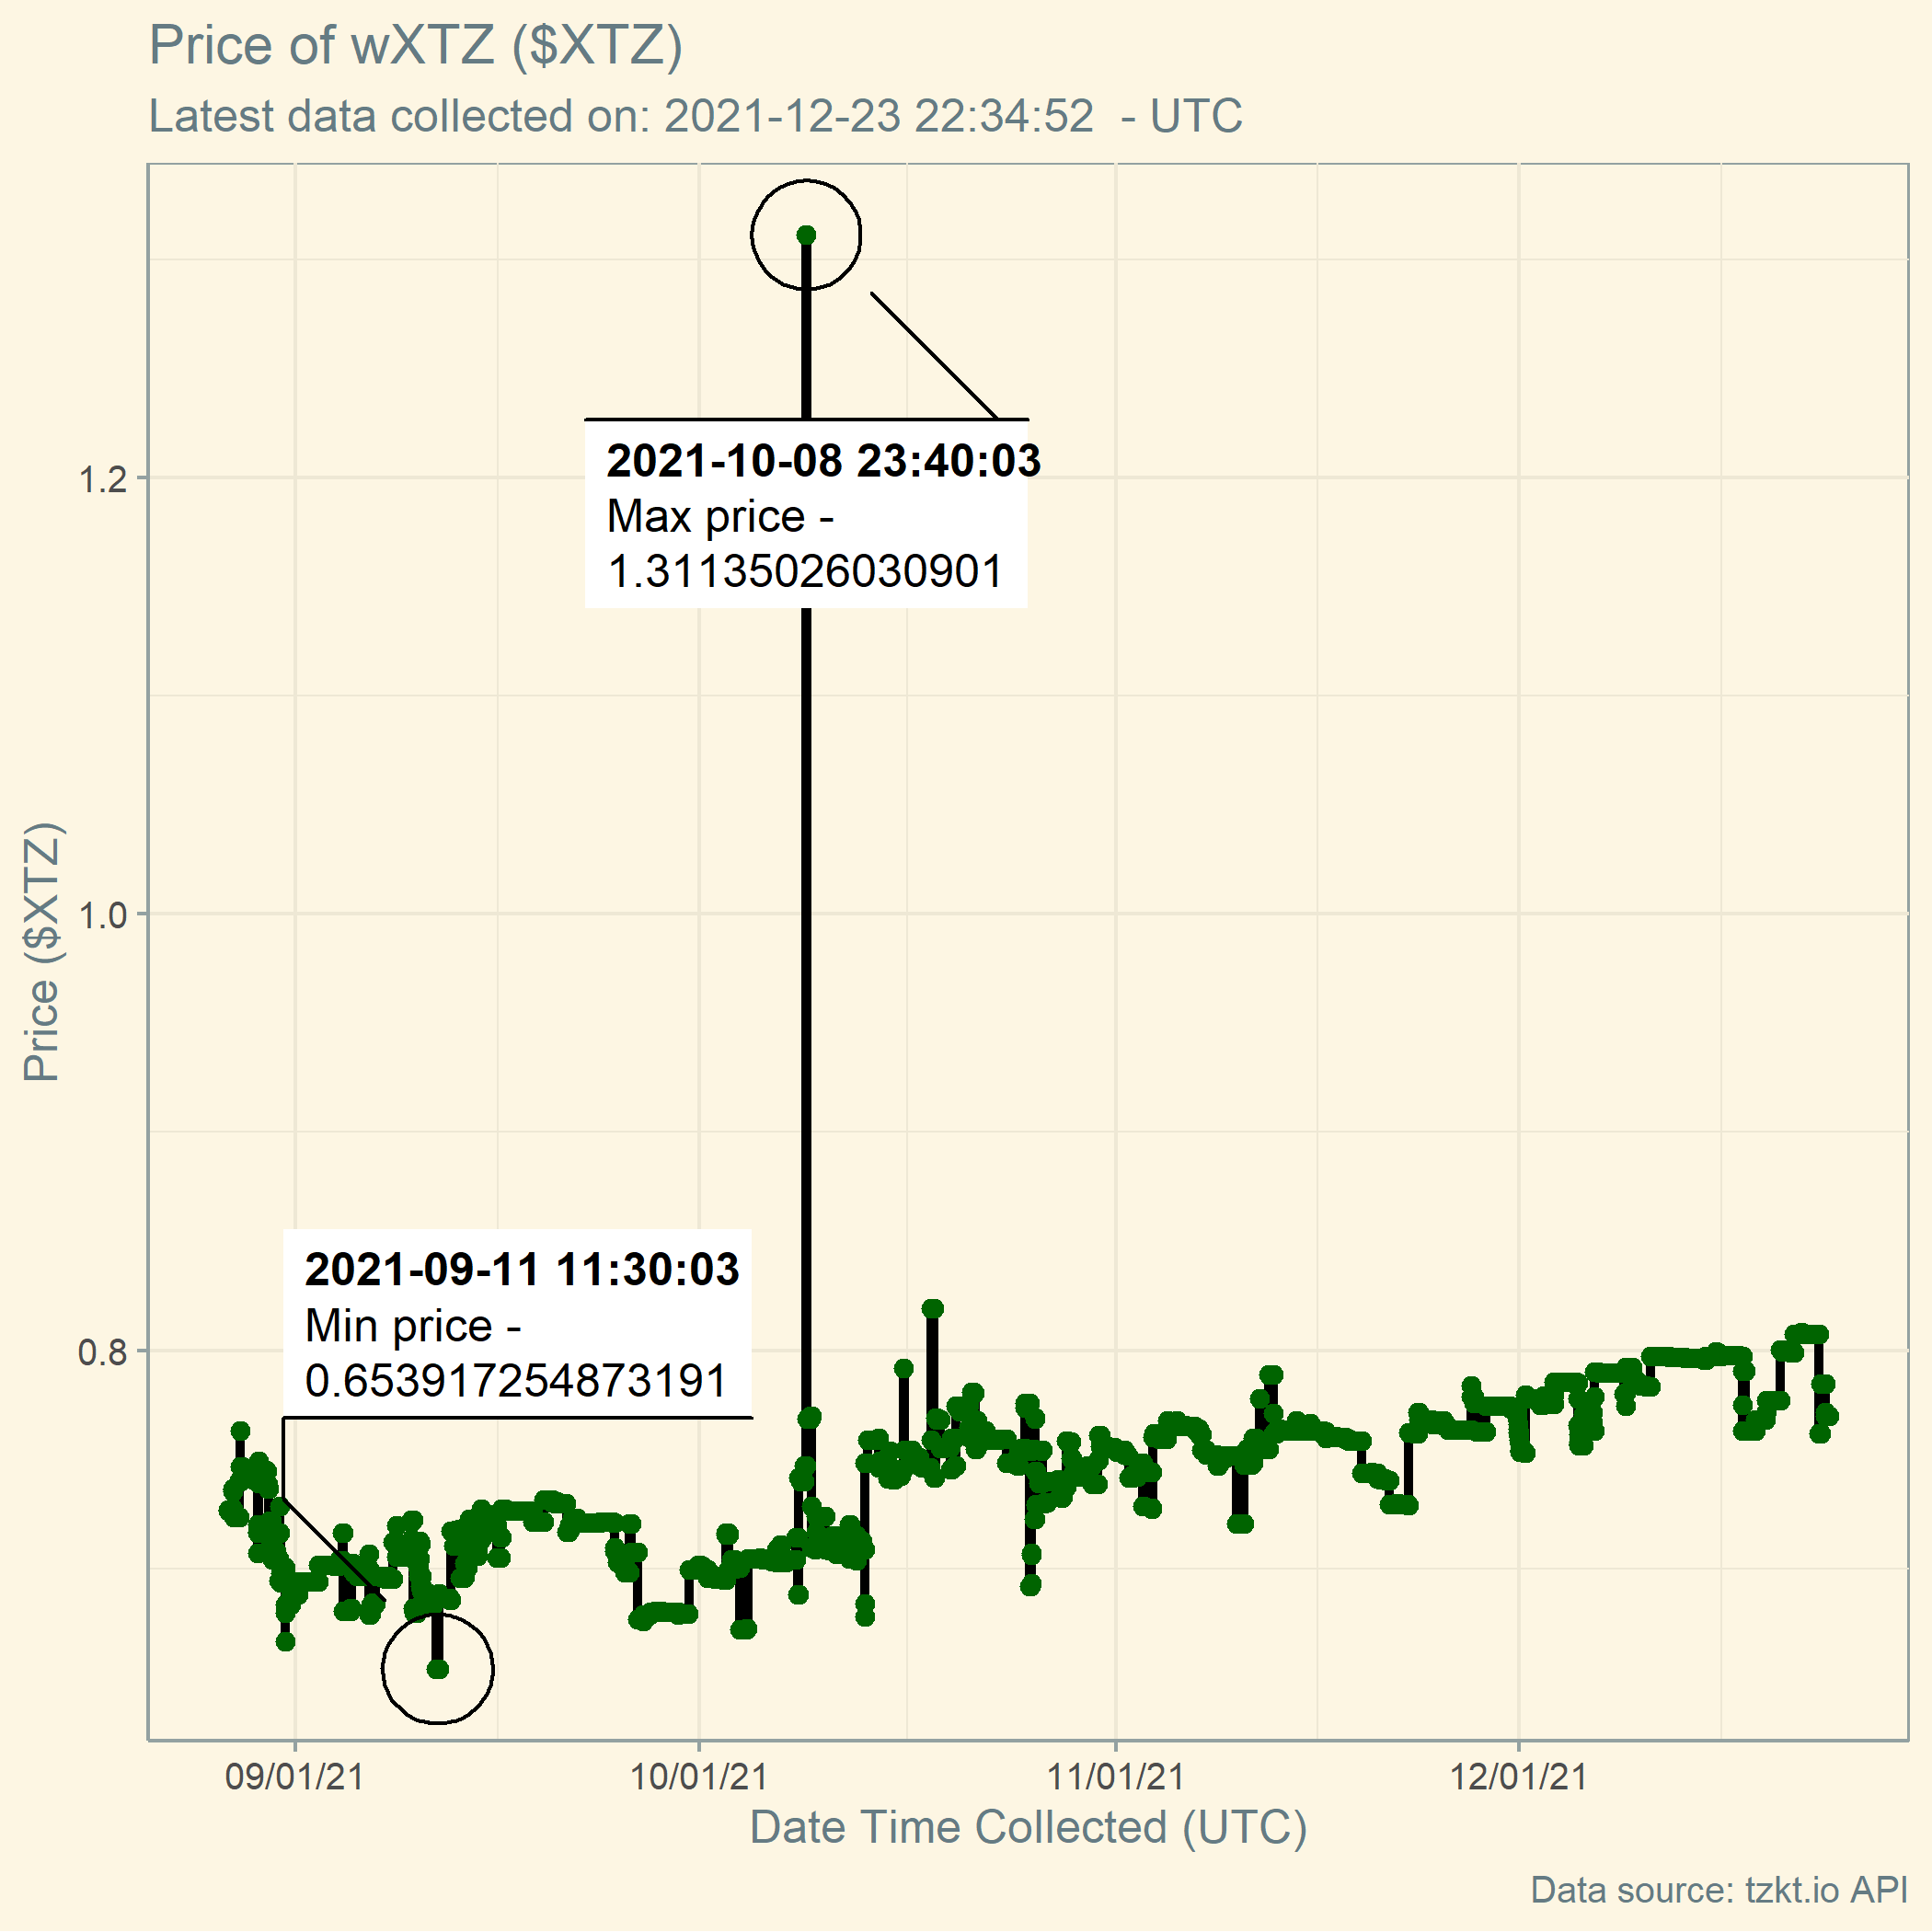 Price of wXTZ ($XTZ)
Latest data collected on: 2021-12-23 22:34:52  - UTC
2021-10-08 23:40:03
Max price -
1.31135026030901
1.2
1.0
0.8
Price ($XTZ)
2021-09-11 11:30:03
Min price -
0.653917254873191
09/01/21
10/01/21
11/01/21
12/01/21
Date Time Collected (UTC)
Data source: tzkt.io API